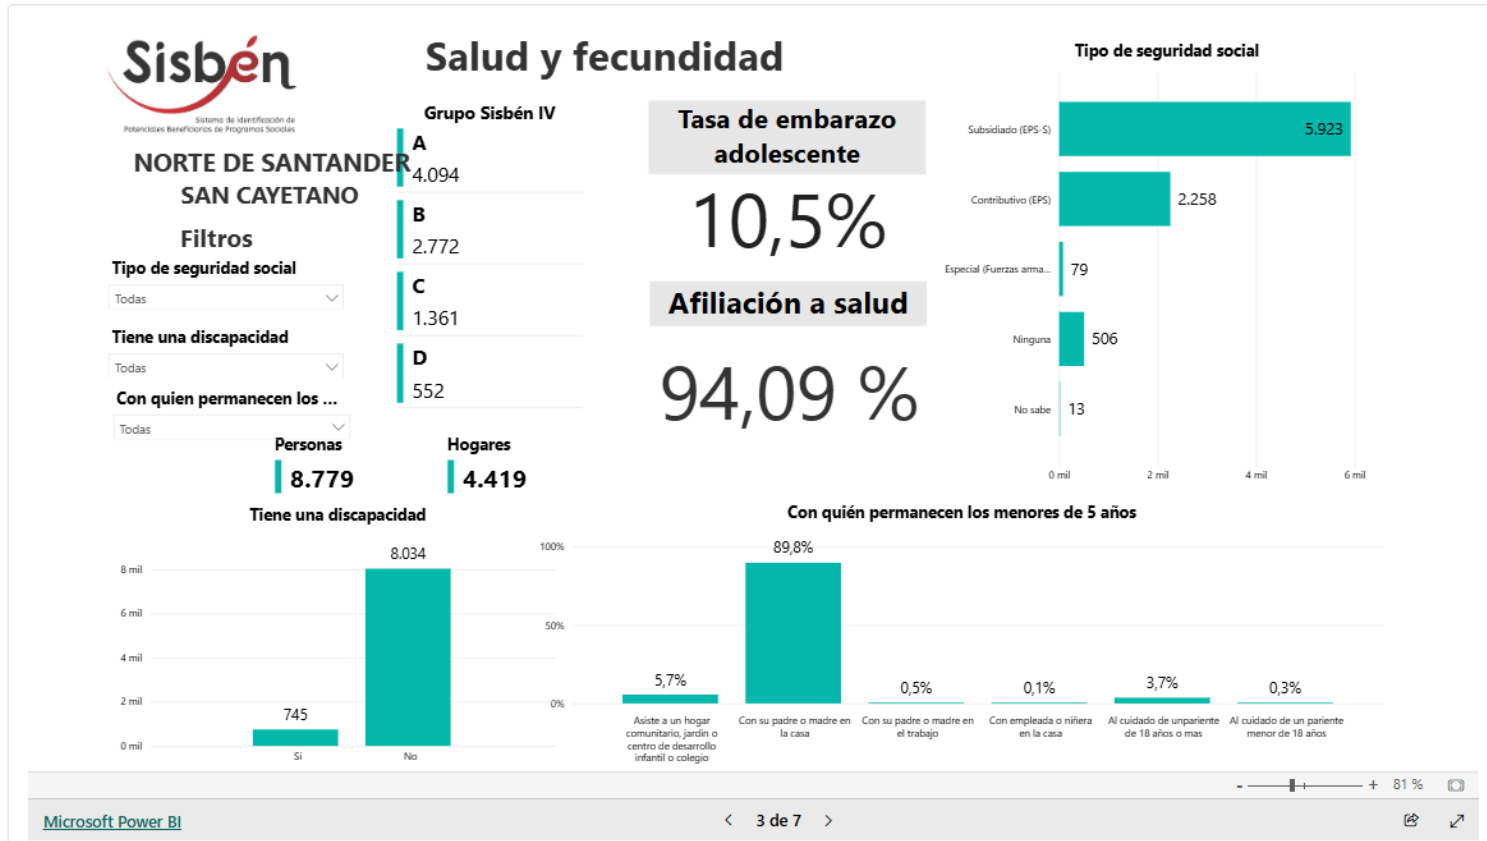 Sisbén
Sistema de Identificación de
Potenciales Beneficiarios de Programas Sociales
NORTE DE SANTANDER
SAN CAYETANO
Filtros
Tipo de seguridad social
Todas
Tiene una discapacidad
Todas
Con quien permanecen los ...
Todas
Salud y fecundidad
Grupo Sisbén IV
A
4.094
B
2.772
C
1.361
D
552
Personas
8.779
Hogares
4.419
Tasa de embarazo
adolescente
10,5%
Afiliación a salud
94,09 %
Tipo de seguridad social
Subsidiado (EPS-S)
5.923
Contributivo (EPS)
2.258
Especial (Fuerzas arma...
79
Ninguna
506
No sabe
13
0 mil
2 mil
4 mil
6 mil
Tiene una discapacidad
8 mil
6 mil
4 mil
2 mil
0 mil
745
8.034
Si
No
Con quién permanecen los menores de 5 años
100%
50%
0%
5,7%
89,8%
0,5%
0,1%
3,7%
0,3%
Asiste a un hogar
comunitario, jardin o
centro de desarrollo
infantil o colegio
Con su padre o madre en
la casa
Con su padre o madre en
el trabajo
Con empleada o niñera
en la casa
Al cuidado de unpariente
de 18 años o mas
Al cuidado de un pariente
menor de 18 años
- + 81 %
Microsoft Power BI
< 3 de 7 >